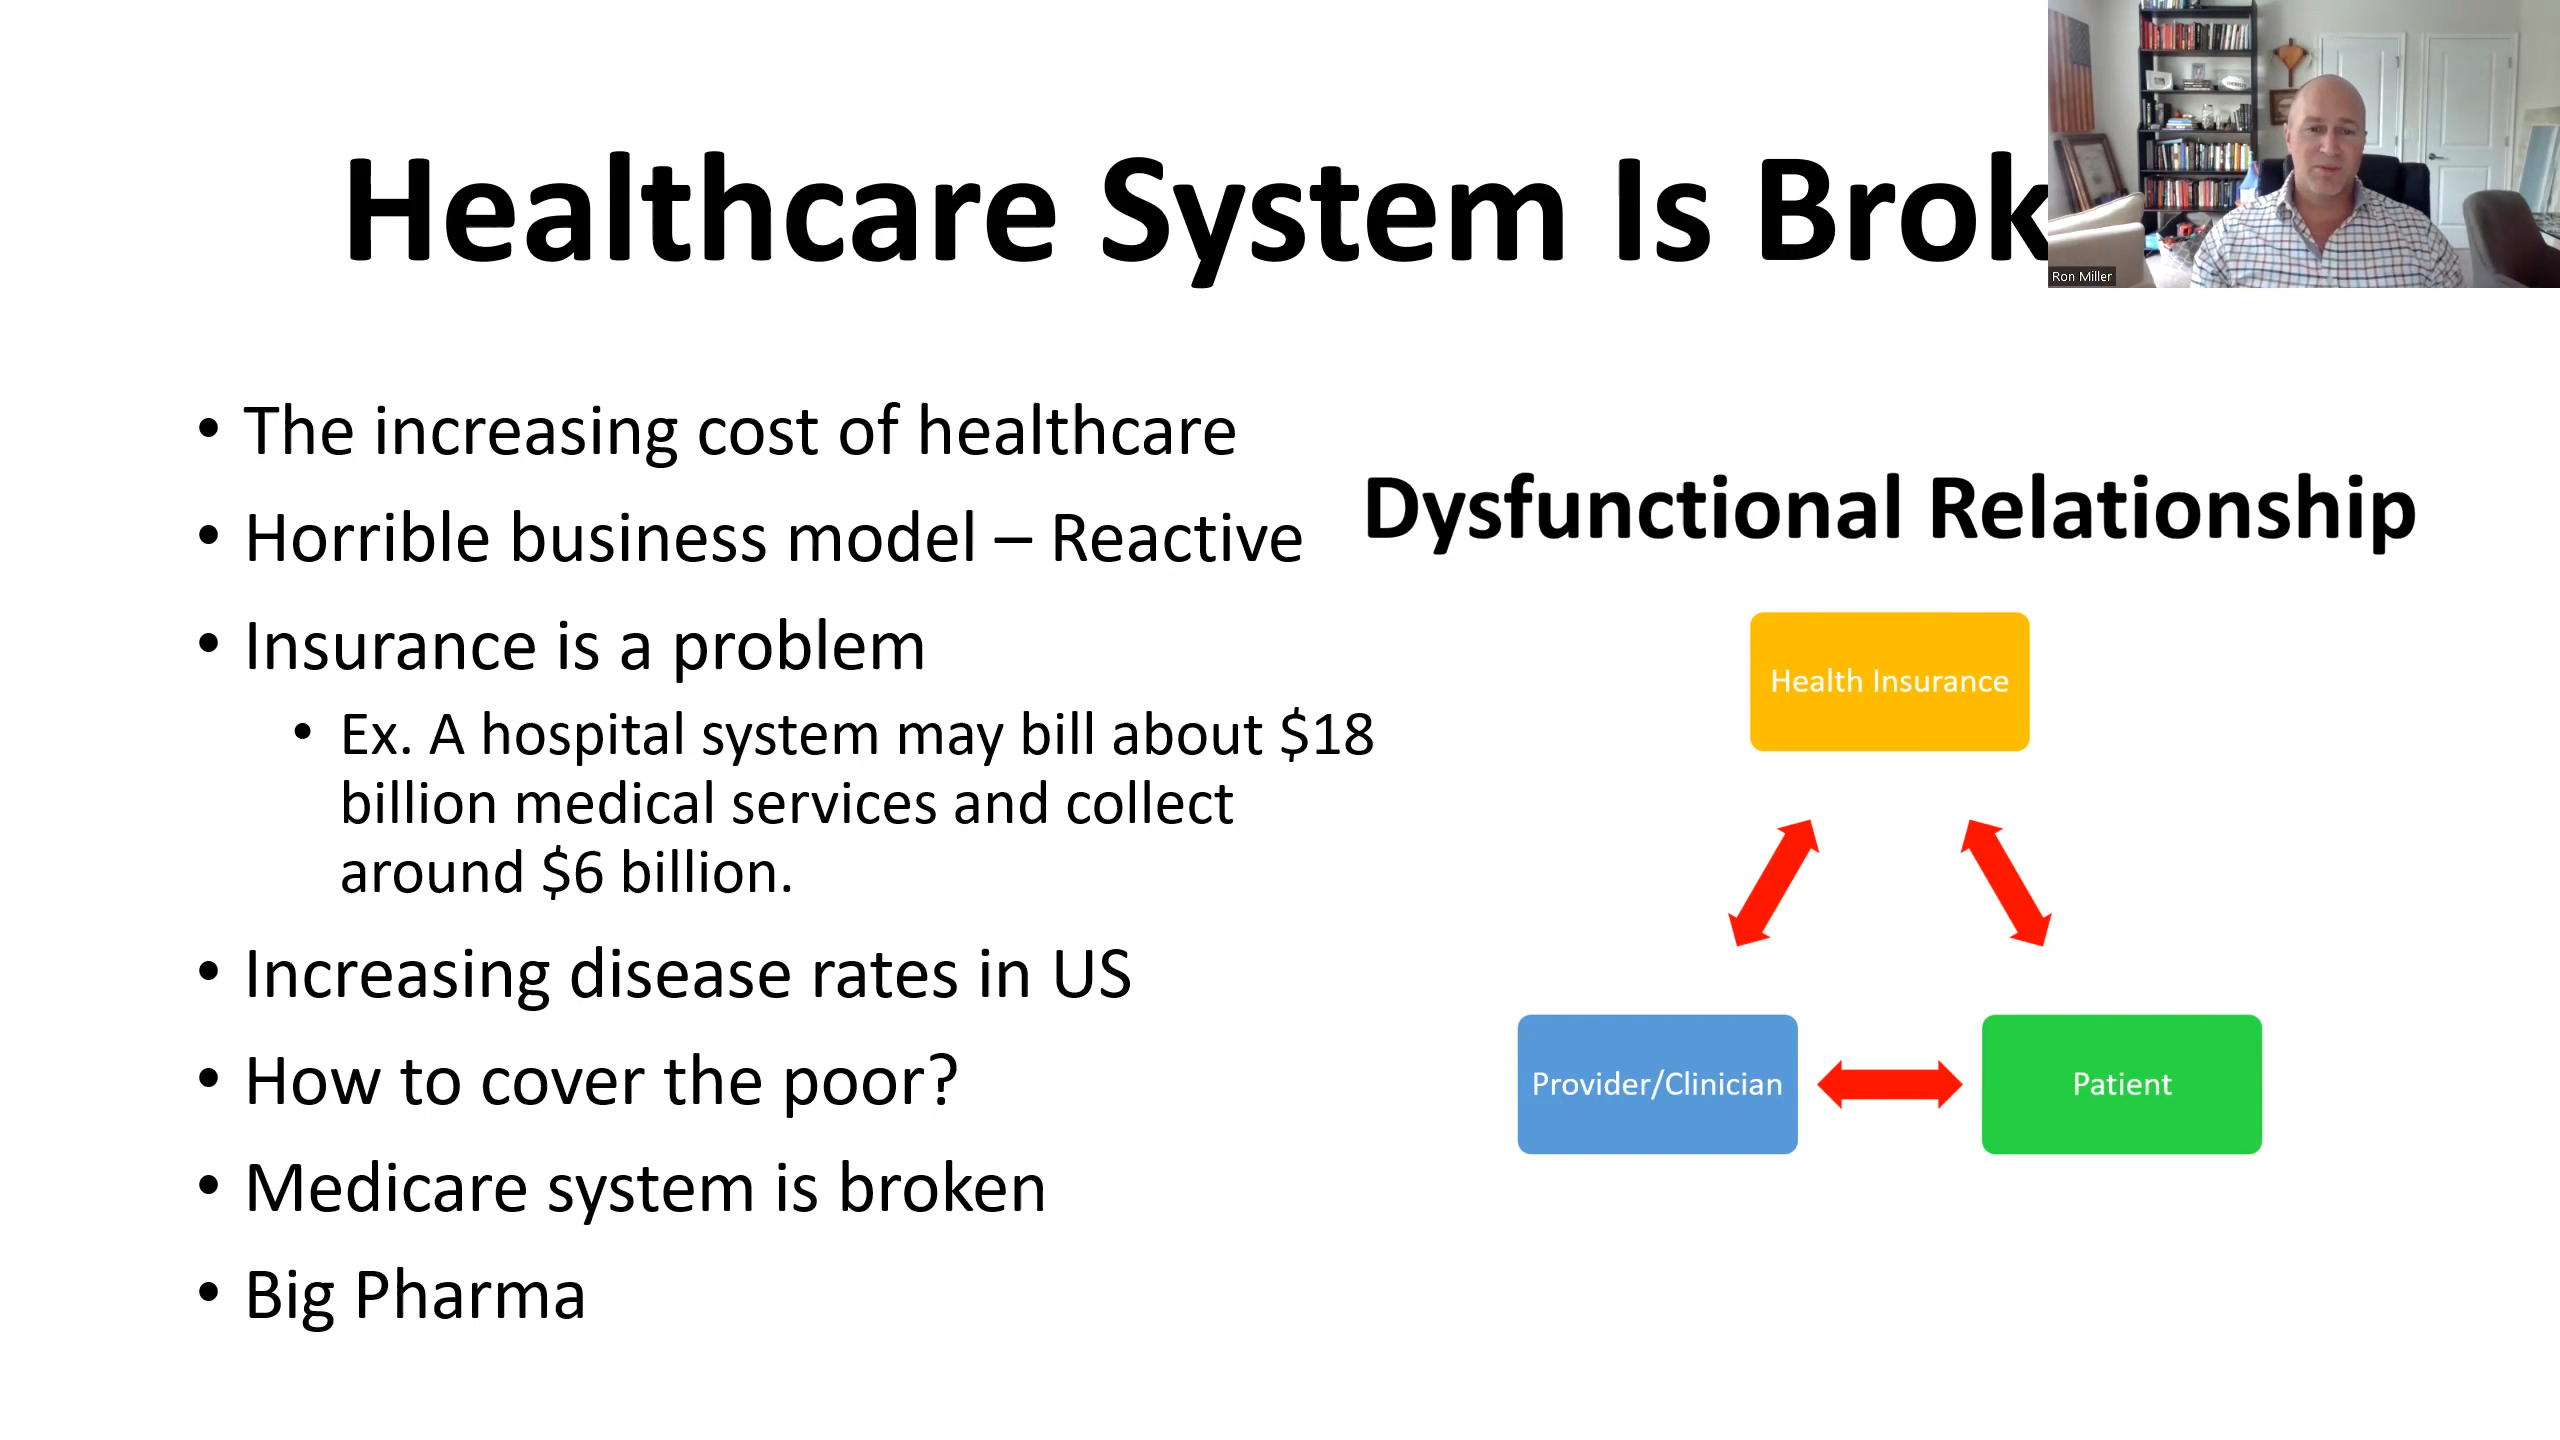 Healthcare System Is Brok
Ron Miller
• The increasing cost of healthcare
• Horrible business model – Reactive
• Insurance is a problem
• Ex. A hospital system may bill about $18
billion medical services and collect
around $6 billion.
• Increasing disease rates in US
• How to cover the poor?
• Medicare system is broken
• Big Pharma
Dysfunctional Relationship
Health Insurance
Provider/Clinician
Patient